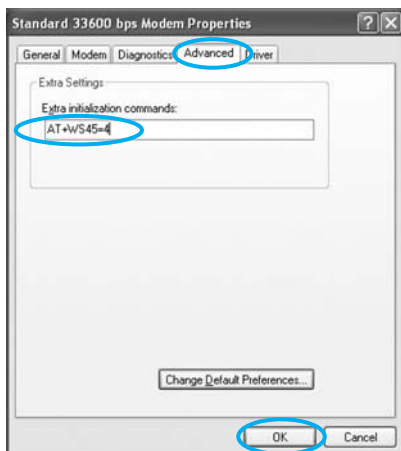 Standard 33600 bps Modem Properties
General Modem Diagnostics Advanced Driver
Extra Settings
Extra initialization commands:
AT+WS45=4
Change Default Preferences...
OK Cancel